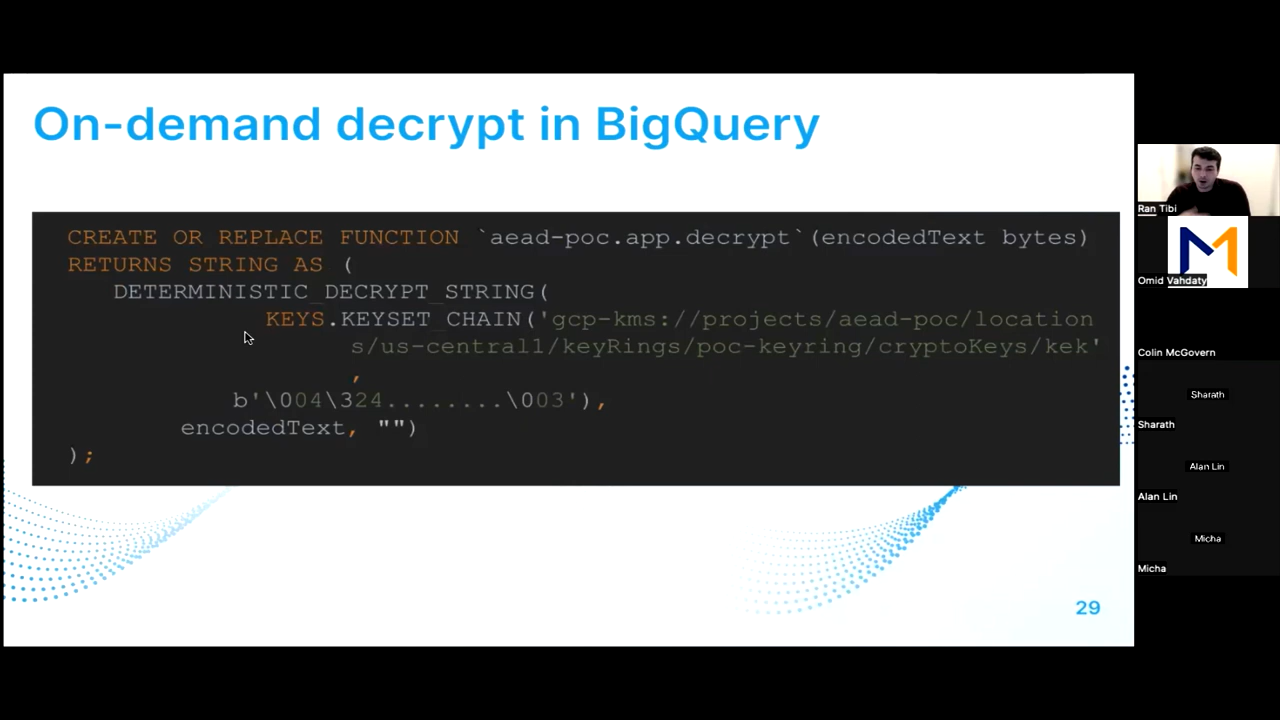 On-demand decrypt in BigQuery
CREATE OR REPLACE FUNCTION `aead-poc.app.decrypt`(encodedText bytes)
RETURNS STRING AS (
DETERMINISTIC_DECRYPT_STRING(
KEYS.KEYSET_CHAIN('gcp-kms://projects/aead-poc/location
s/us-central1/keyRings/poc-keyring/cryptoKeys/kek'
,
b'\004\324........\003'),
encodedText, "")
);
29
Ran Tibi
Omid Vahdaty
Colin McGovern
Sharath
Sharath
Alan Lin
Alan Lin
Micha
Micha